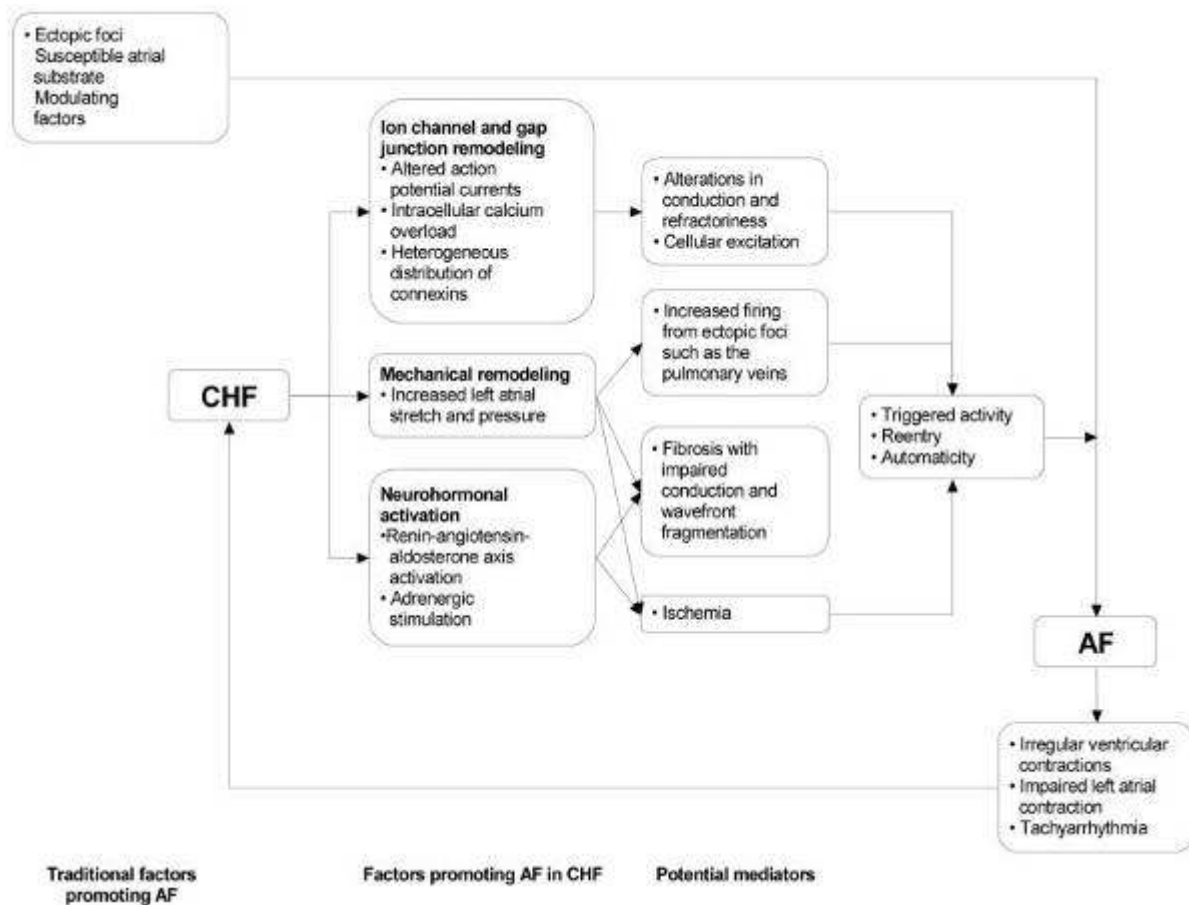 • Ectopic foci
Susceptible atrial
substrate
Modulating
factors
Ion channel and gap
junction remodeling
• Altered action
potential currents
• Intracellular calcium
overload
• Heterogeneous
distribution of
connexins
• Alterations in
conduction and
refractoriness
• Cellular excitation
• Increased firing
from ectopic foci
such as the
pulmonary veins
CHF
Mechanical remodeling
• Increased left atrial
stretch and pressure
• Triggered activity
• Reentry
• Automaticity
• Fibrosis with
impaired
conduction and
wavefront
fragmentation
Neurohormonal
activation
•Renin-angiotensin-
aldosterone axis
activation
• Adrenergic
stimulation
• Ischemia
AF
• Irregular ventricular
contractions
• Impaired left atrial
contraction
• Tachyarrhythmia
Traditional factors
promoting AF
Factors promoting AF in CHF
Potential mediators